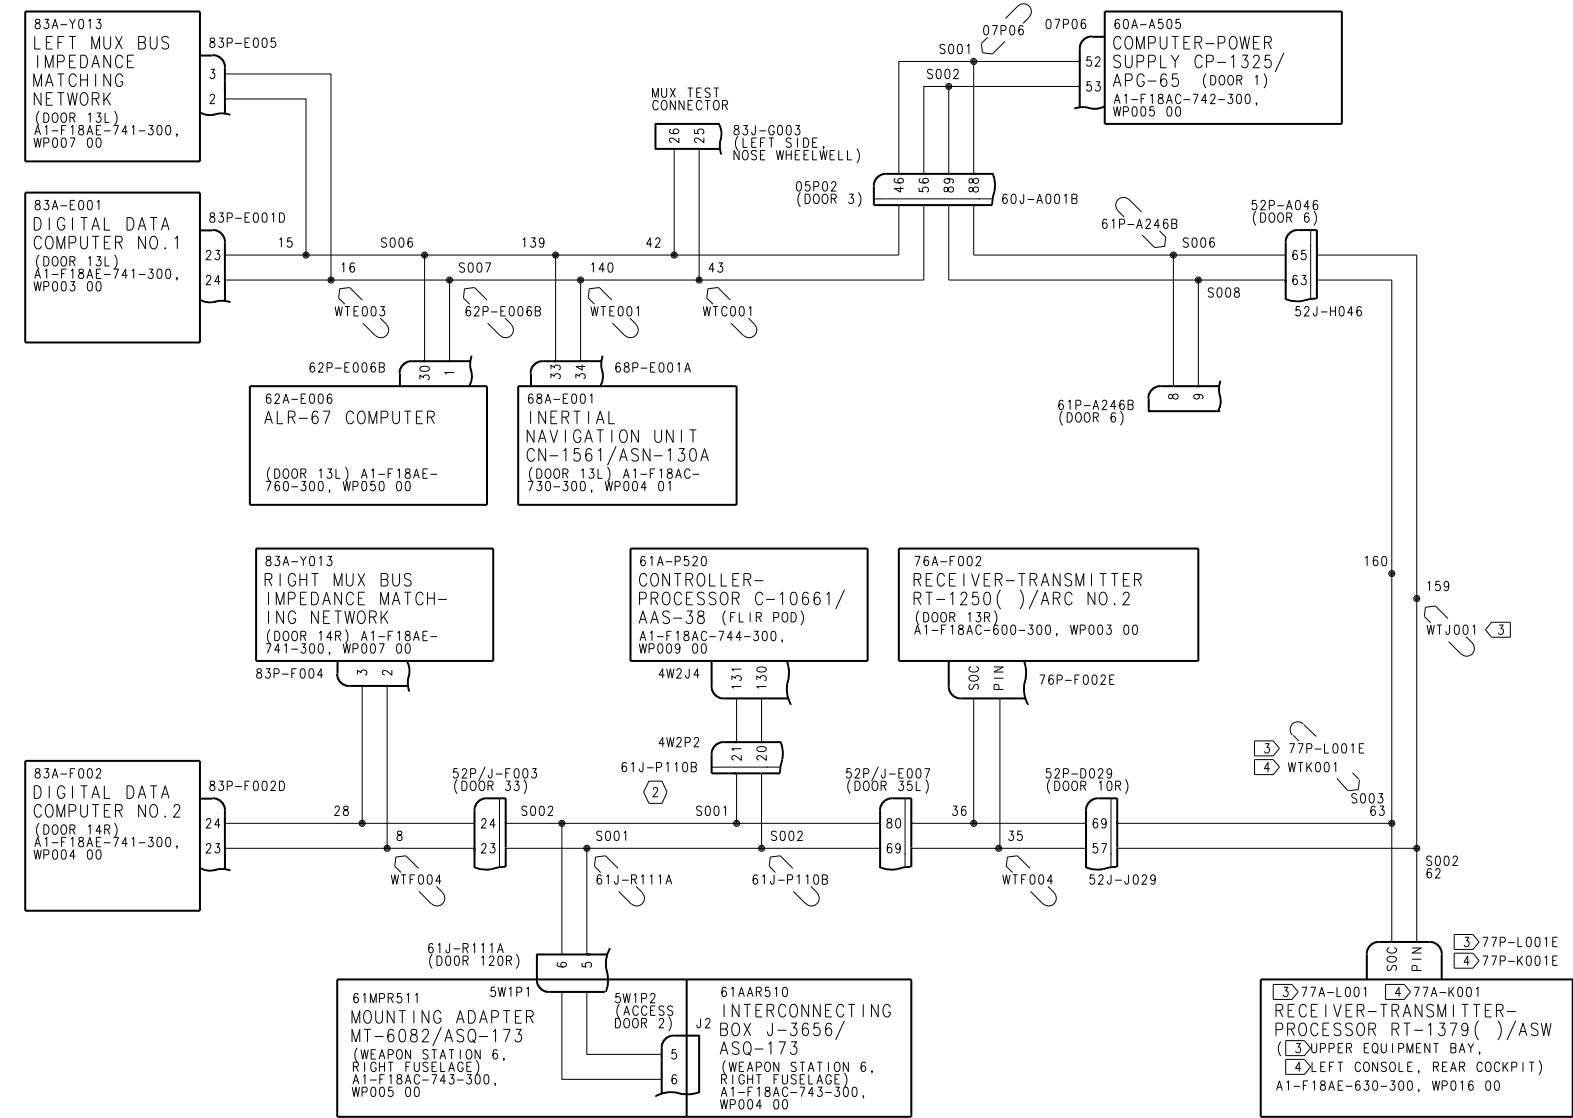 83A-Y013
LEFT MUX BUS
IMPEDANCE
MATCHING
NETWORK
(DOOR 13L)
A1-F18AE-741-300,
WP007 00
83P-E005
3
2
83A-E001
DIGITAL DATA
COMPUTER NO.1
(DOOR 13L)
A1-F18AE-741-300,
WP003 00
83P-E001D
23
24
15
16
WTE003
S006
S007
62P-E006B
139
140
WTE001
42
43
WTC001
MUX TEST
CONNECTOR
26
25
83J-G003
(LEFT SIDE,
NOSE WHEELWELL)
07P06
S001
S002
07P06
52
53
60A-A505
COMPUTER-POWER
SUPPLY CP-1325/
APG-65 (DOOR 1)
A1-F18AC-742-300,
WP005 00
05P02
(DOOR 3)
46
56
89
88
60J-A001B
61P-A246B
S006
S008
52P-A046
(DOOR 6)
65
63
52J-H046
61P-A246B
(DOOR 6)
8
9
62P-E006B
30
1
62A-E006
ALR-67 COMPUTER
(DOOR 13L) A1-F18AE-
760-300, WP050 00
33
34
68P-E001A
68A-E001
INERTIAL
NAVIGATION UNIT
CN-1561/ASN-130A
(DOOR 13L) A1-F18AC-
730-300, WP004 01
83A-Y013
RIGHT MUX BUS
IMPEDANCE MATCH-
ING NETWORK
(DOOR 14R) A1-F18AE-
741-300, WP007 00
83P-F004
3
2
61A-P520
CONTROLLER-
PROCESSOR C-10661/
AAS-38 (FLIR POD)
A1-F18AC-744-300,
WP009 00
4W2J4
131
130
4W2P2
21
20
61J-P110B
2
76A-F002
RECEIVER-TRANSMITTER
RT-1250( )/ARC NO.2
(DOOR 13R)
A1-F18AC-600-300, WP003 00
SOC
PIN
76P-F002E
160
159
WTJ001 3
3 77P-L001E
4 WTK001
S003
63
S002
62
83A-F002
DIGITAL DATA
COMPUTER NO.2
(DOOR 14R)
A1-F18AE-741-300,
WP004 00
83P-F002D
24
23
28
8
WTF004
52P/J-F003
(DOOR 33)
24
23
S002
S001
61J-R111A
S001
S002
61J-P110B
52P/J-E007
(DOOR 35L)
80
69
36
35
WTF004
52P-D029
(DOOR 10R)
69
57
52J-J029
61J-R111A
(DOOR 120R)
6
5
5W1P1
61MPR511
MOUNTING ADAPTER
MT-6082/ASQ-173
(WEAPON STATION 6,
RIGHT FUSELAGE)
A1-F18AC-743-300,
WP005 00
5W1P2
(ACCESS
DOOR 2)
J2
5
6
61AAR510
INTERCONNECTING
BOX J-3656/
ASQ-173
(WEAPON STATION 6,
RIGHT FUSELAGE)
A1-F18AC-743-300,
WP004 00
SOC
PIN
3 77P-L001E
4 77P-K001E
3 77A-L001 4 77A-K001
RECEIVER-TRANSMITTER-
PROCESSOR RT-1379( )/ASW
(3 UPPER EQUIPMENT BAY,
4 LEFT CONSOLE, REAR COCKPIT)
A1-F18AE-630-300, WP016 00